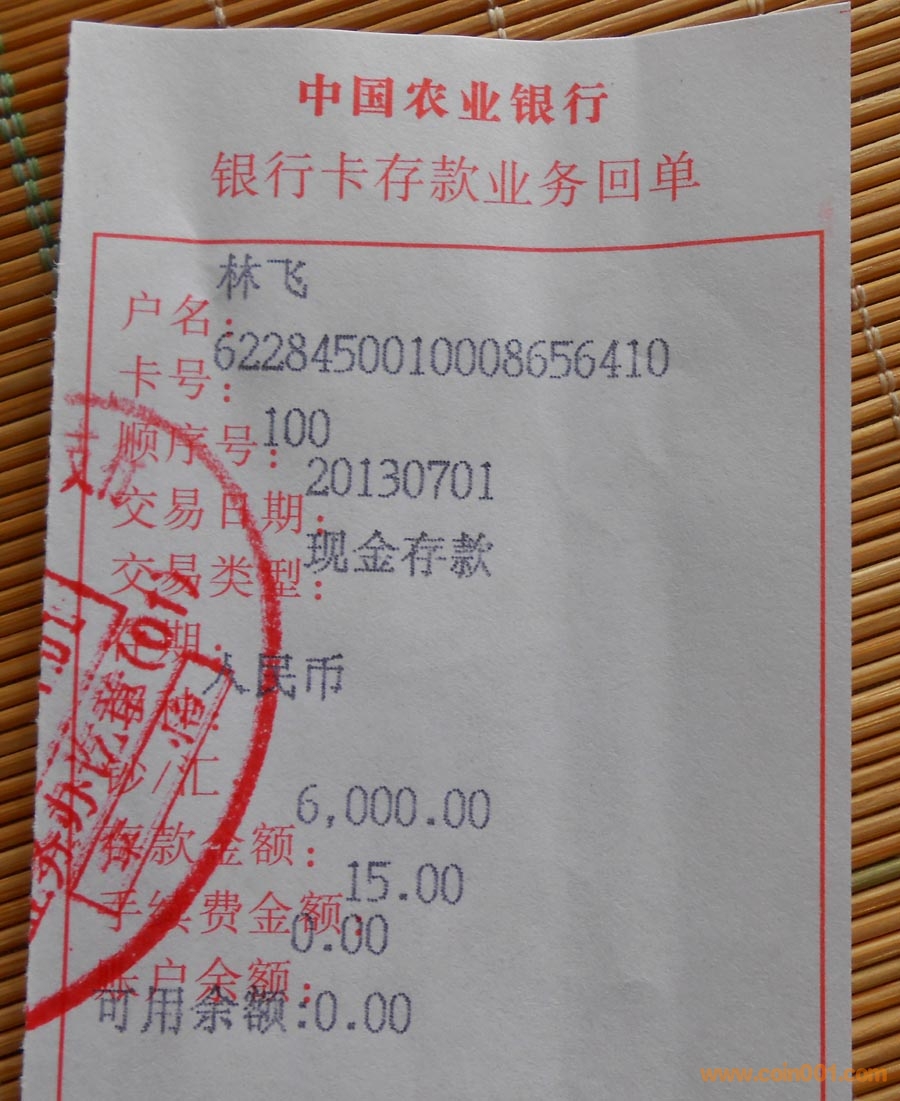 中国农业银行
银行卡存款业务回单
户名：林飞
卡号：6228450010008656410
顺序号：100
交易日期：20130701
交易类型：现金存款
存期：
人民币
钞/汇
存款金额：6,000.00
手续费金额：15.00
账户余额：0.00
可用余额:0.00
www.coin001.com